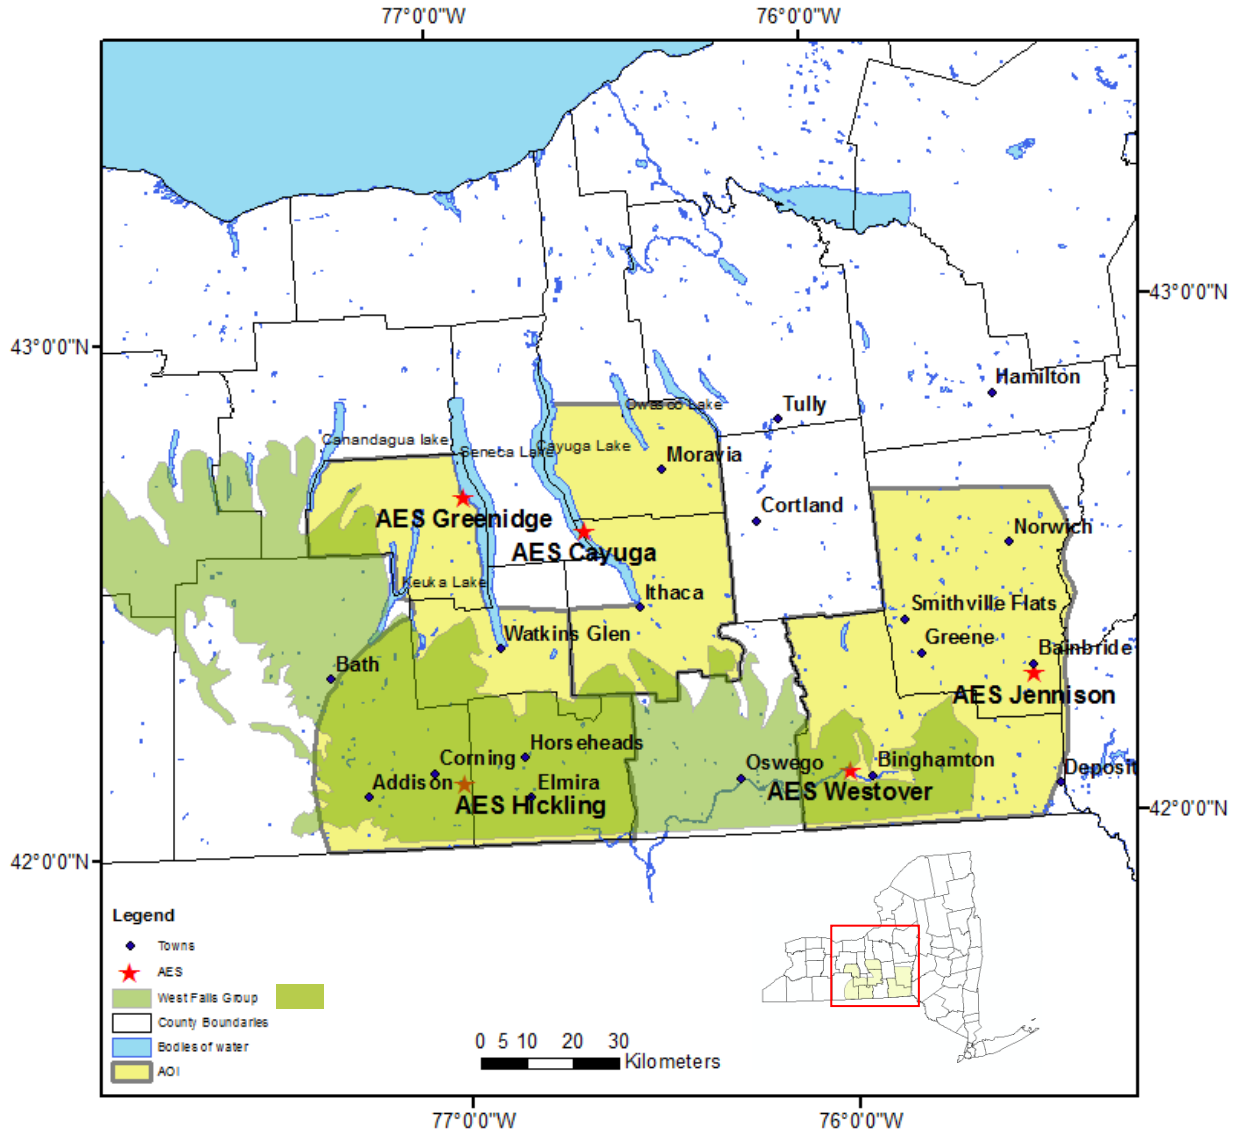 77°0'0"W
76°0'0"W
43°0'0"N
43°0'0"N
Hamilton
Owasco Lake
Tully
Canandagua lake
Seneca Lake
Cayuga Lake
Moravia
Cortland
AES Greenidge
Norwich
AES Cayuga
Keuka Lake
Ithaca
Smithville Flats
Watkins Glen
Greene
Bainbride
Bath
AES Jennison
Horseheads
Corning
Oswego
Binghamton
Deposit
Addison
Elmira
AES Hickling
AES Westover
42°0'0"N
42°0'0"N
Legend
Towns
AES
West Falls Group
County Boundaries
Bodies of water
AOI
0 5 10 20 30
Kilometers
77°0'0"W
76°0'0"W